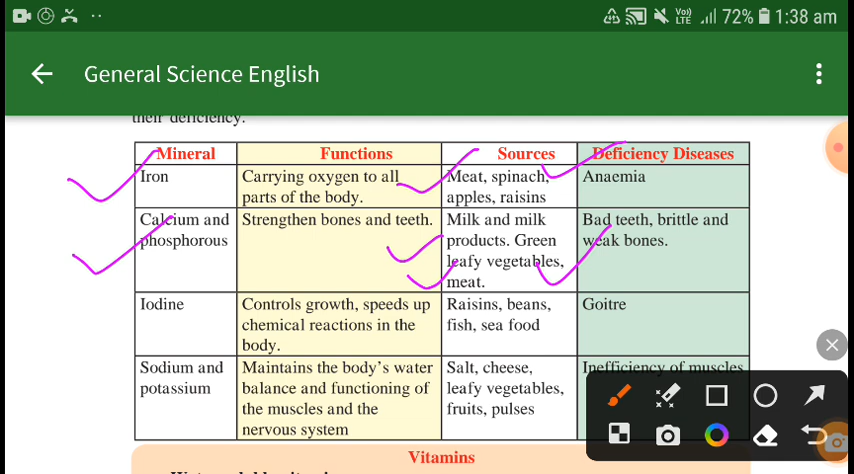 Vo)) LTE 72% 1:38 am
General Science English
their deficiency.
Mineral Functions Sources Deficiency Diseases
Iron Carrying oxygen to all Meat, spinach, Anaemia
parts of the body. apples, raisins
Calcium and Strengthen bones and teeth. Milk and milk Bad teeth, brittle and
phosphorous products. Green weak bones.
leafy vegetables,
meat.
Iodine Controls growth, speeds up Raisins, beans, Goitre
chemical reactions in the fish, sea food
body.
Sodium and Maintains the body's water Salt, cheese, Inefficiency of muscles
potassium balance and functioning of leafy vegetables,
the muscles and the fruits, pulses
nervous system
Vitamins